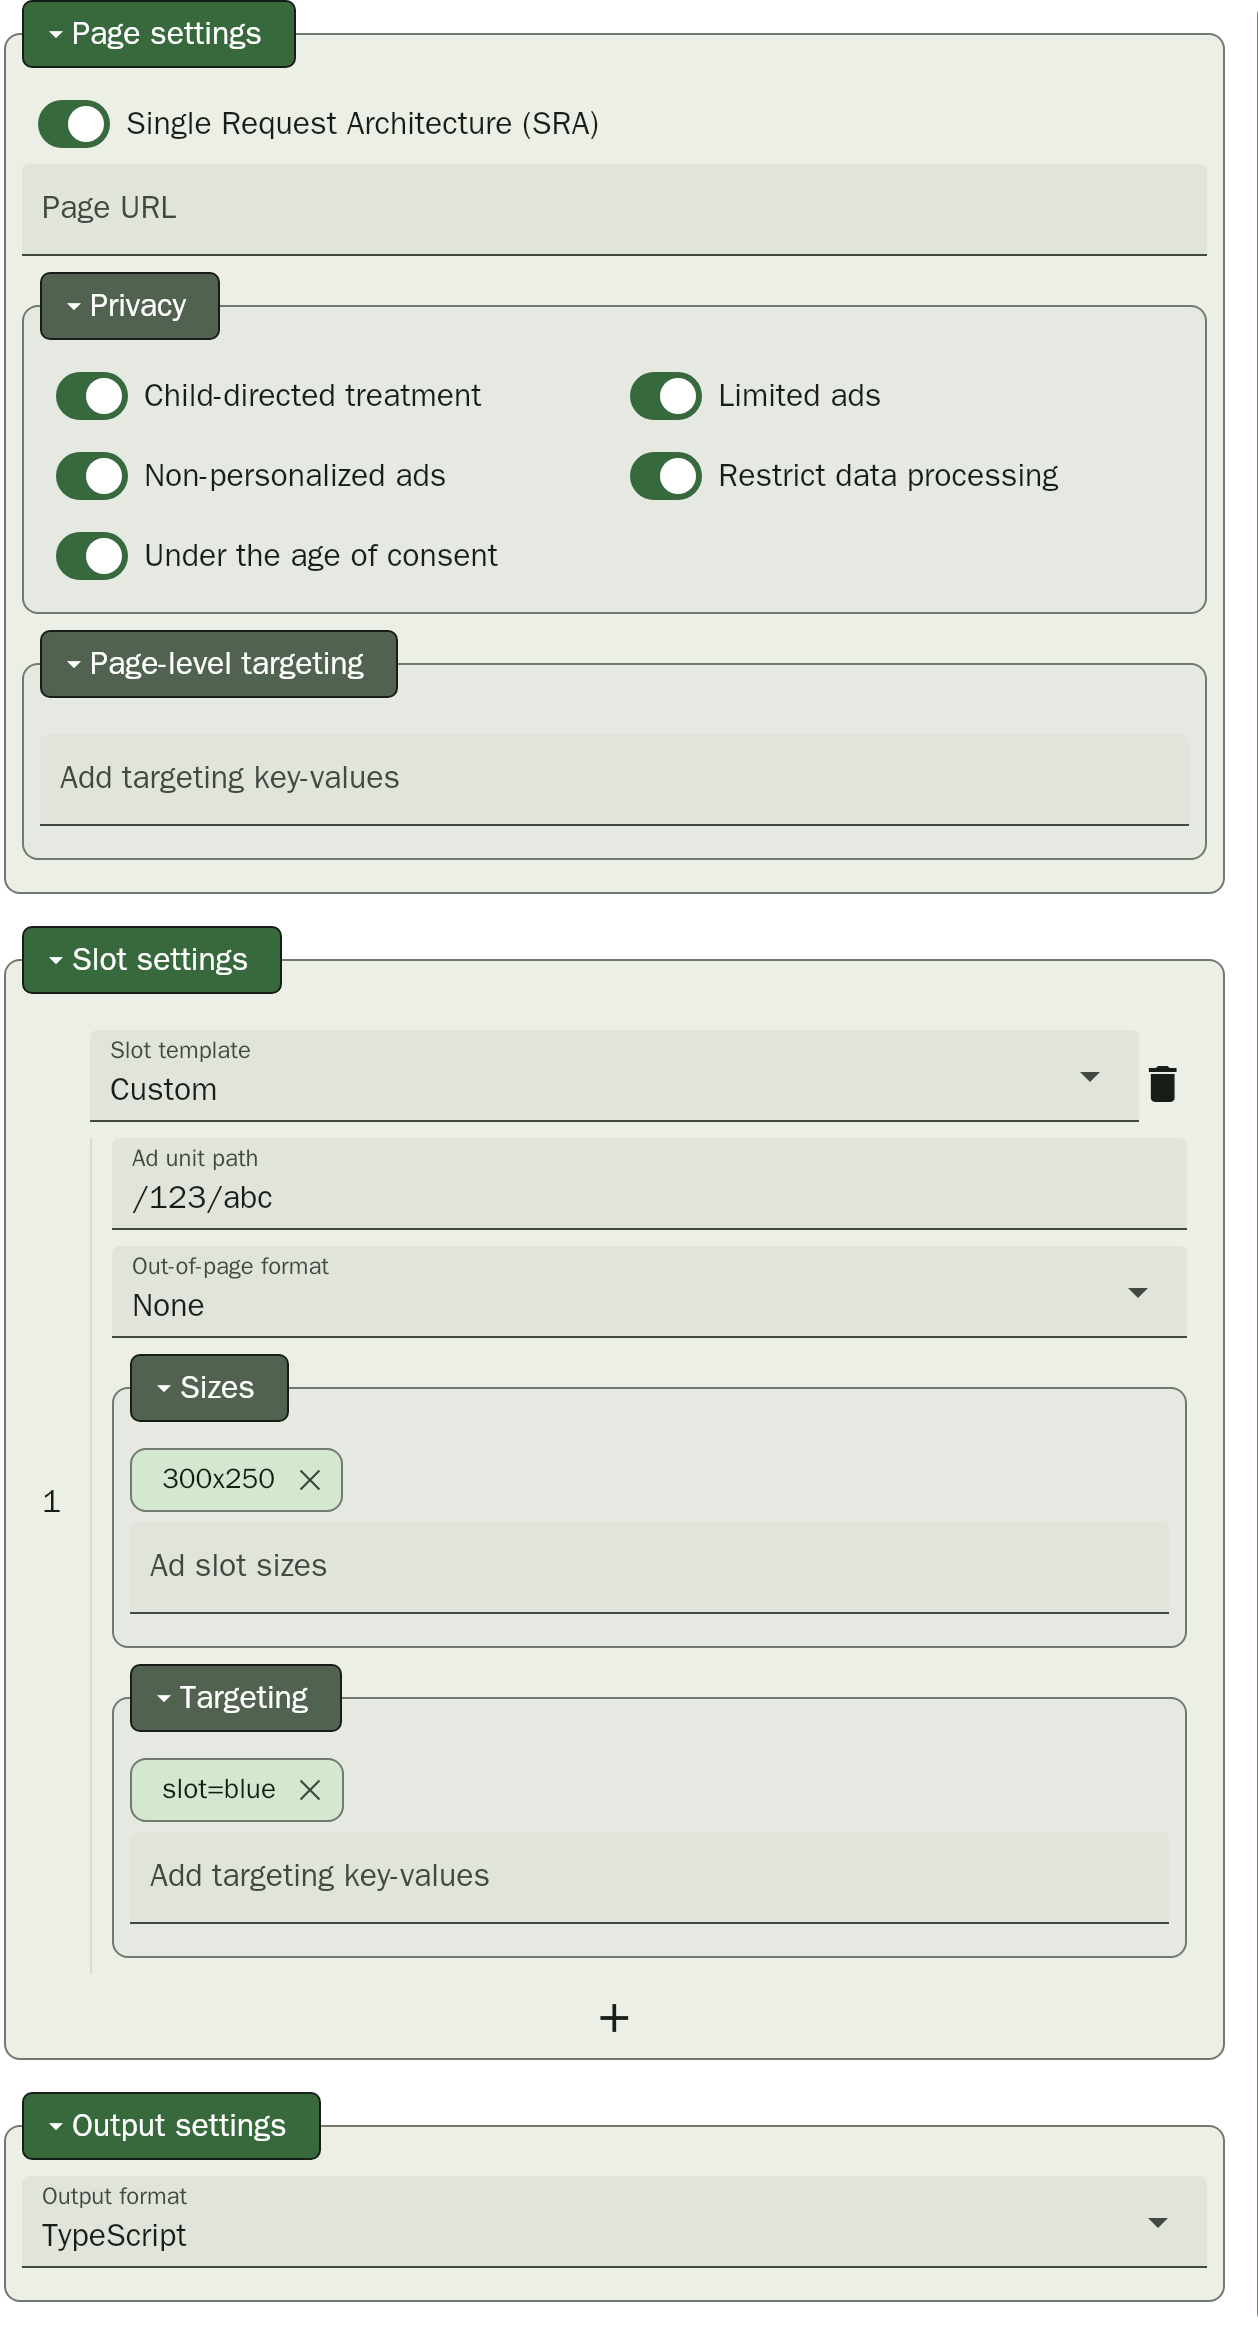 Page settings
Single Request Architecture (SRA)
Page URL
Privacy
Child-directed treatment
Limited ads
Non-personalized ads
Restrict data processing
Under the age of consent
Page-level targeting
Add targeting key-values
Slot settings
Slot template
Custom
Ad unit path
/123/abc
Out-of-page format
None
Sizes
300x250
1
Ad slot sizes
Targeting
slot=blue
Add targeting key-values
Output settings
Output format
TypeScript